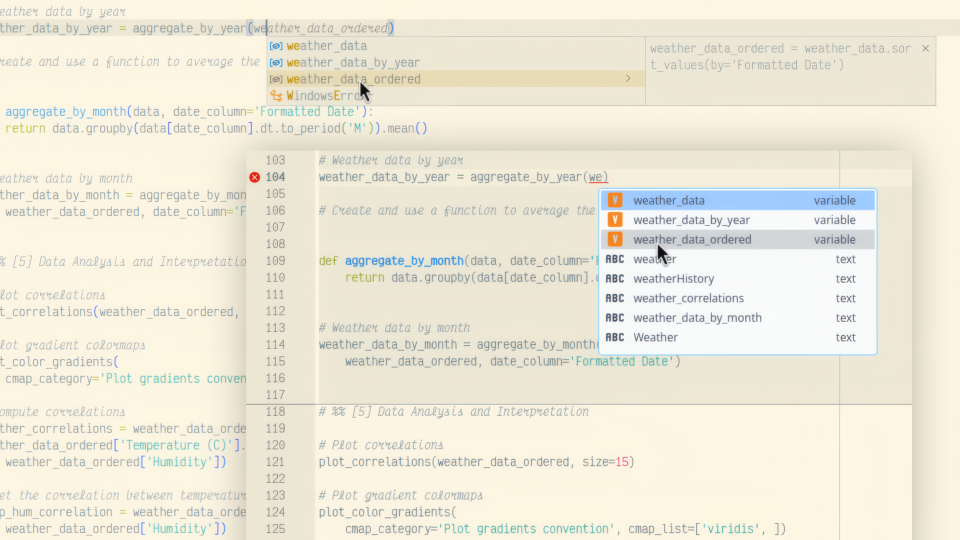 eather data by year
ther_data_by_year = aggregate_by_year(weather_data_ordered)
weather_data
weather_data_by_year
weather_data_ordered
WindowsError
weather_data_ordered = weather_data.sor
t_values(by='Formatted Date')
reate and use a function to average the
aggregate_by_month(data, date_column='Formatted Date'):
return data.groupby(data[date_column].dt.to_period('M')).mean()
eather data by month
ther_data_by_month = aggregate_by_mon
weather_data_ordered, date_column='F
% [5] Data Analysis and Interpretatio
lot correlations
t_correlations(weather_data_ordered,
lot gradient colormaps
t_color_gradients(
cmap_category='Plot gradients conven
ompute correlations
ther_correlations = weather_data_orde
ther_data_ordered['Temperature (C)'].
weather_data_ordered['Humidity'])
et the correlation between temperatur
p_hum_correlation = weather_data_orde
weather_data_ordered['Humidity'])
103 # Weather data by year
104 weather_data_by_year = aggregate_by_year(we)
105
106 # Create and use a function to average the
107
108
109 def aggregate_by_month(data, date_column='F
110 return data.groupby(data[date_column].
111
112
113 # Weather data by month
114 weather_data_by_month = aggregate_by_month(
115 weather_data_ordered, date_column='Formatted Date')
116
117
118 # %% [5] Data Analysis and Interpretation
119
120 # Plot correlations
121 plot_correlations(weather_data_ordered, size=15)
122
123 # Plot gradient colormaps
124 plot_color_gradients(
125 cmap_category='Plot gradients convention', cmap_list=['viridis', ])
V weather_data variable
V weather_data_by_year variable
V weather_data_ordered variable
ABC weather text
ABC weatherHistory text
ABC weather_correlations text
ABC weather_data_by_month text
ABC Weather text